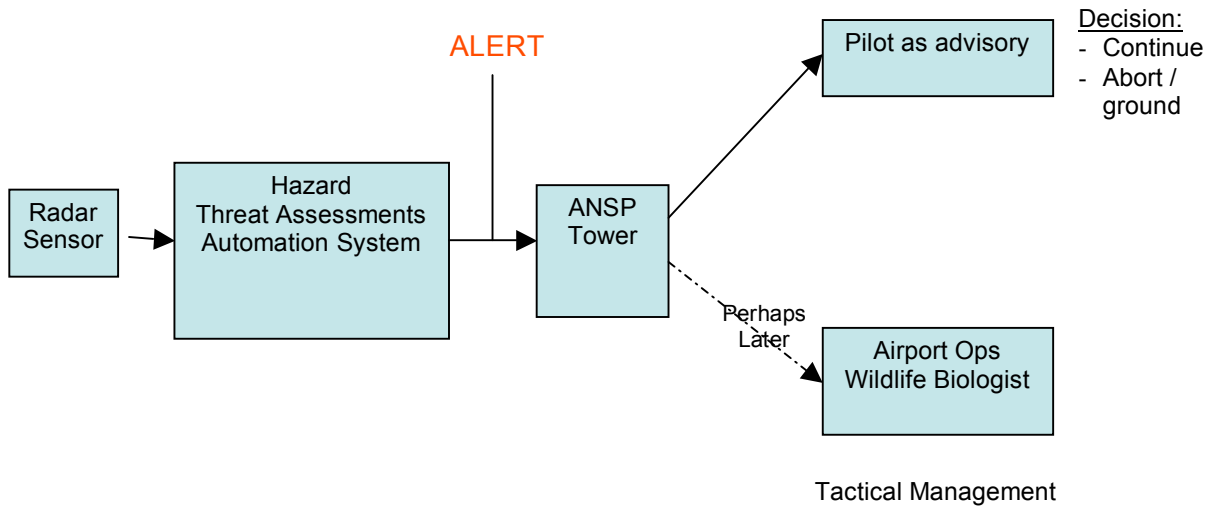 ALERT
Radar
Sensor
Hazard
Threat Assessments
Automation System
ANSP
Tower
Pilot as advisory
Decision:
- Continue
- Abort /
ground
Perhaps
Later
Airport Ops
Wildlife Biologist
Tactical Management